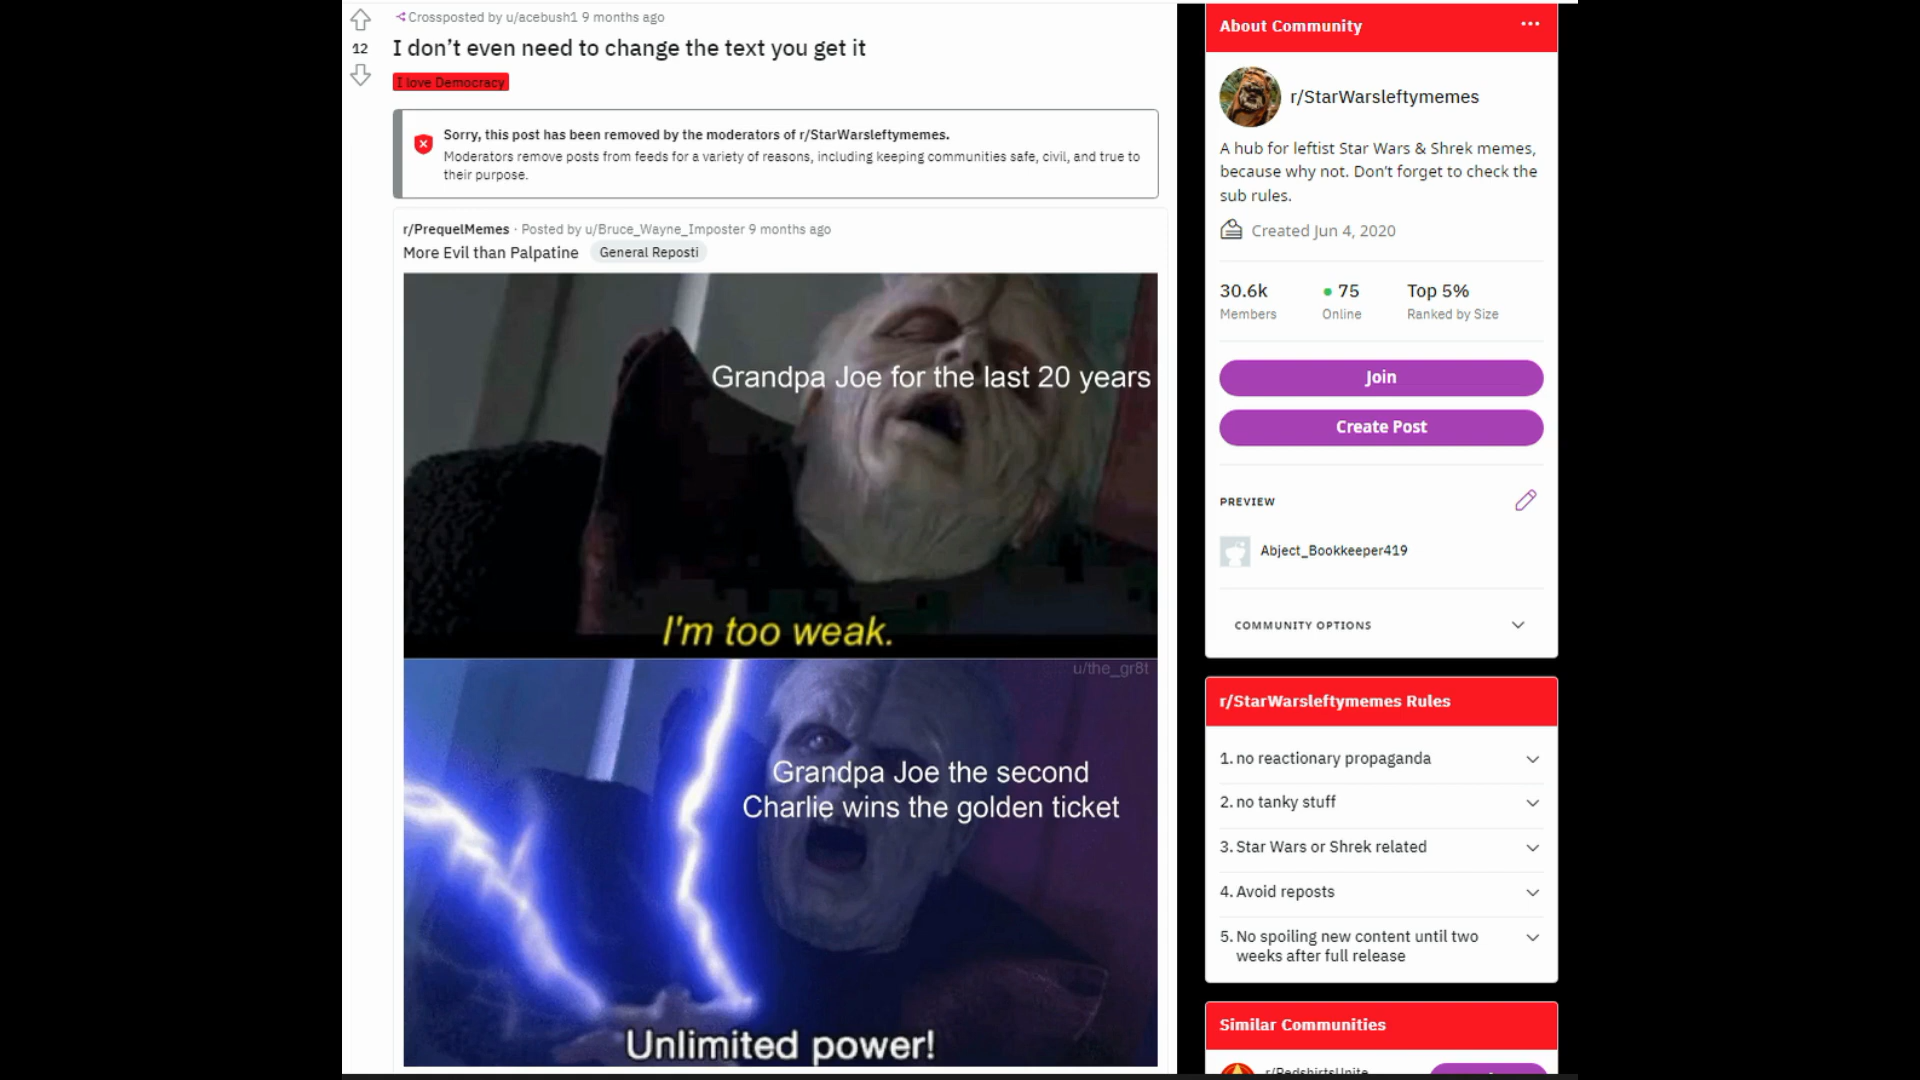 Crossposted by u/acebush1 9 months ago
12
I don't even need to change the text you get it
I love Democracy
Sorry, this post has been removed by the moderators of r/StarWarsleftymemes.
Moderators remove posts from feeds for a variety of reasons, including keeping communities safe, civil, and true to
their purpose.
r/PrequelMemes · Posted by u/Bruce_Wayne_Imposter 9 months ago
More Evil than Palpatine General Reposti
Grandpa Joe for the last 20 years
I'm too weak.
u/the_gr8t
Grandpa Joe the second
Charlie wins the golden ticket
Unlimited power!
About Community
r/StarWarsleftymemes
A hub for leftist Star Wars & Shrek memes,
because why not. Don't forget to check the
sub rules.
Created Jun 4, 2020
30.6k 75 Top 5%
Members Online Ranked by Size
Join
Create Post
PREVIEW
Abject_Bookkeeper419
COMMUNITY OPTIONS
r/StarWarsleftymemes Rules
1. no reactionary propaganda
2. no tanky stuff
3. Star Wars or Shrek related
4. Avoid reposts
5. No spoiling new content until two
weeks after full release
Similar Communities
r/RedshirtsUnite